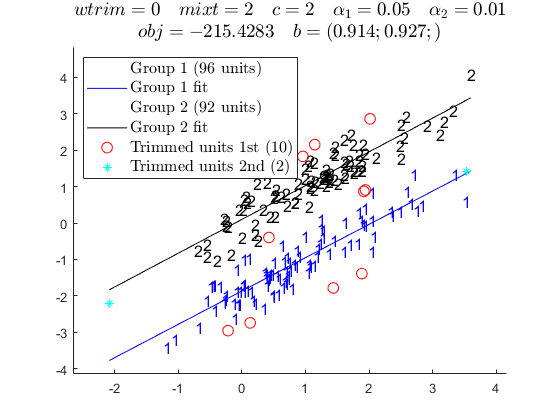 wtrim = 0 mixt = 2 c = 2 α₁ = 0.05 α₂ = 0.01
obj = −215.4283 b = (0.914; 0.927; )
Group 1 (96 units)
Group 1 fit
Group 2 (92 units)
Group 2 fit
Trimmed units 1st (10)
Trimmed units 2nd (2)
4
3
2
1
0
-1
-2
-3
-4
-2
-1
0
1
2
3
4